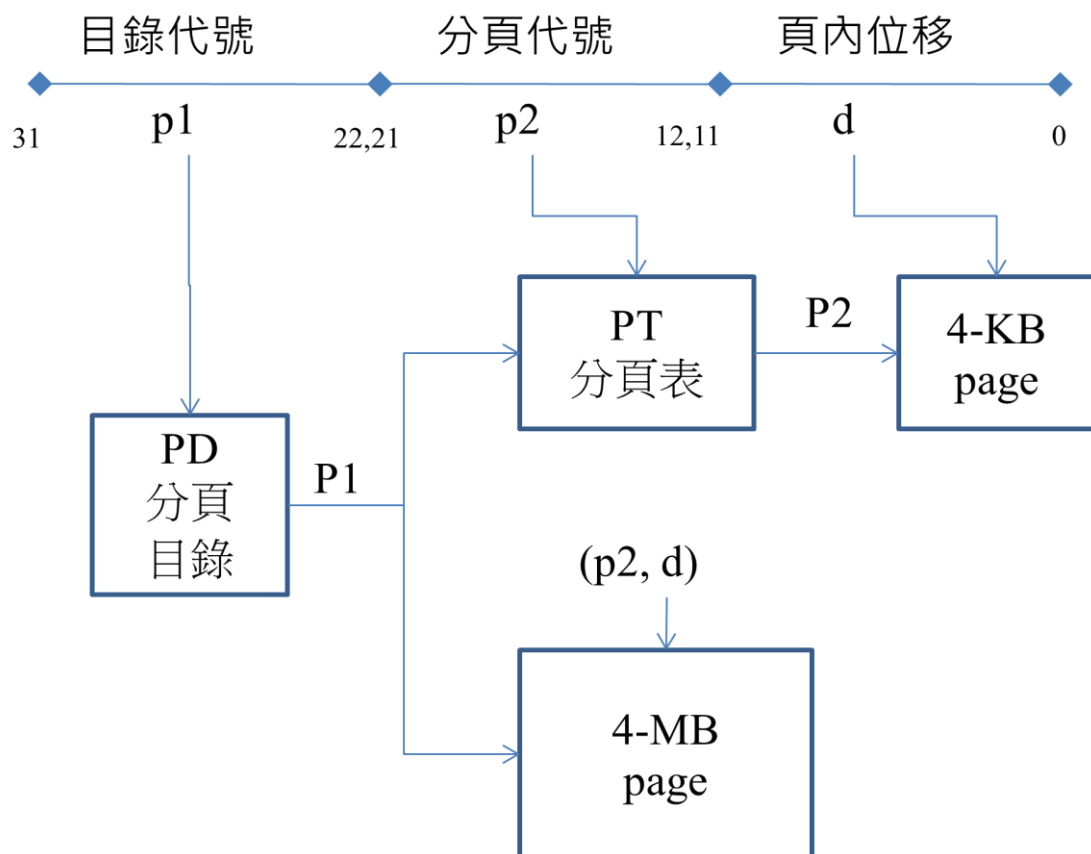 目錄代號
分頁代號
頁內位移
31
p1
22,21
p2
12,11
d
0
PT
分頁表
P2
4-KB
page
PD
分頁
目錄
P1
(p2, d)
4-MB
page